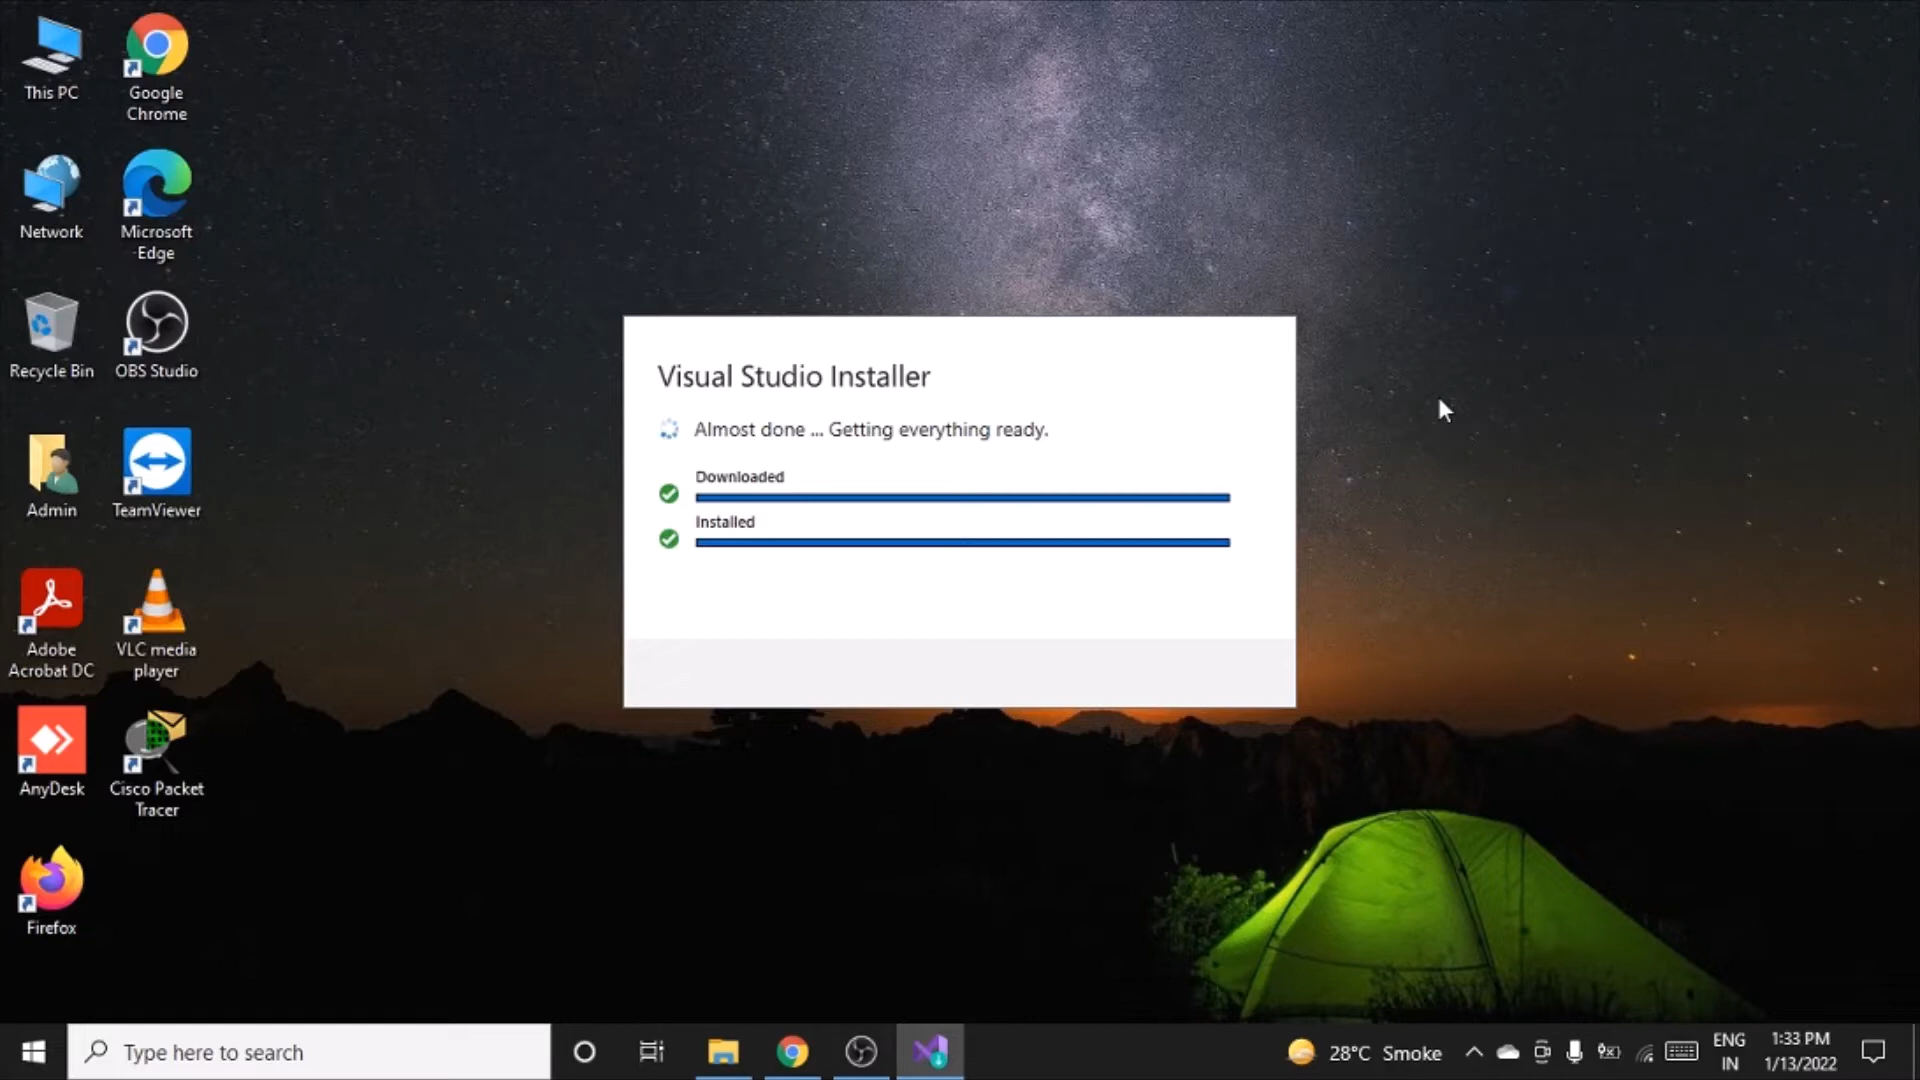 This PC
Google
Chrome
Network
Microsoft
Edge
Recycle Bin
OBS Studio
Admin
TeamViewer
Adobe
Acrobat DC
VLC media
player
AnyDesk
Cisco Packet
Tracer
Firefox
Visual Studio Installer
Almost done ... Getting everything ready.
Downloaded
Installed
Type here to search
28°C Smoke
ENG
IN
1:33 PM
1/13/2022